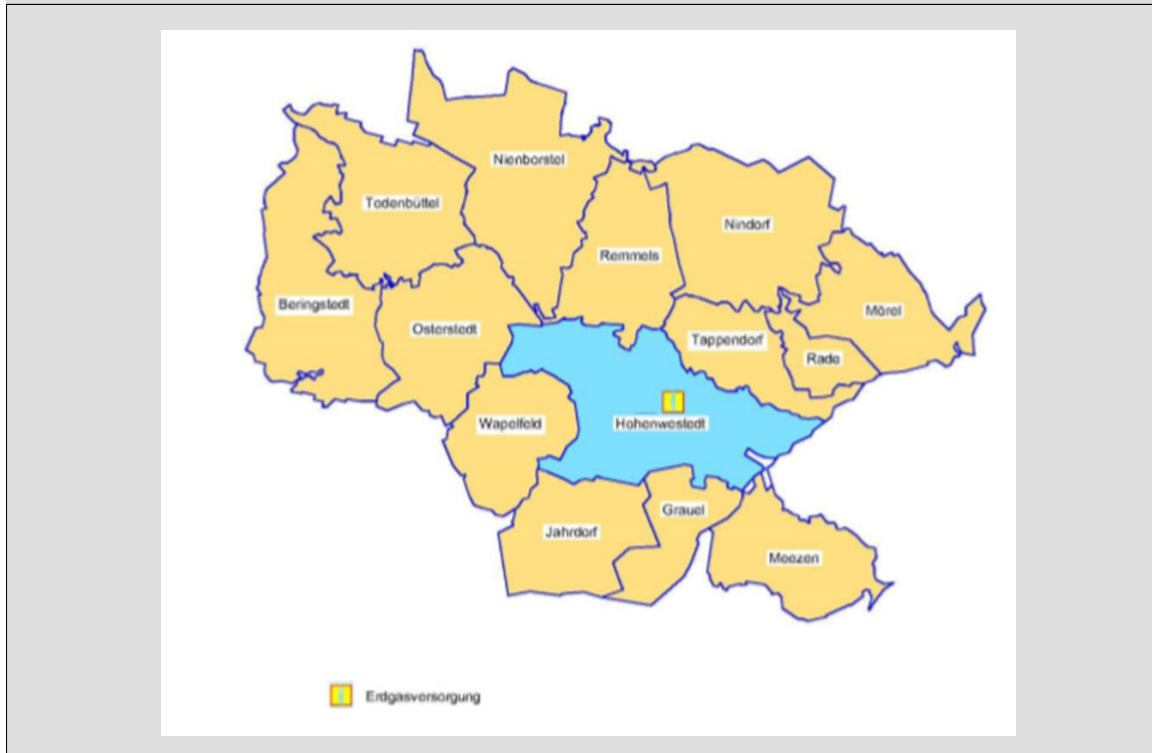 Nienborstel
Todenbüttel
Nindorf
Remmels
Beringstedt
Mörel
Osterstedt
Tappendorf
Rade
Wapelfeld
Hohenwestedt
Grauel
Jahrdorf
Meezen
Erdgasversorgung